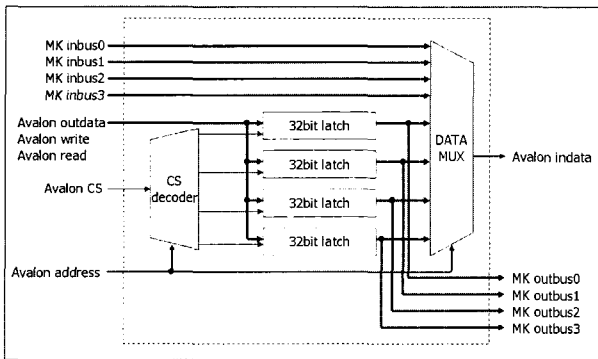 MK inbus0
MK inbus1
MK inbus2
MK inbus3
Avalon outdata
Avalon write
Avalon read
Avalon CS
Avalon address
CS
decoder
32bit latch
32bit latch
32bit latch
32bit latch
DATA
MUX
Avalon indata
MK outbus0
MK outbus1
MK outbus2
MK outbus3